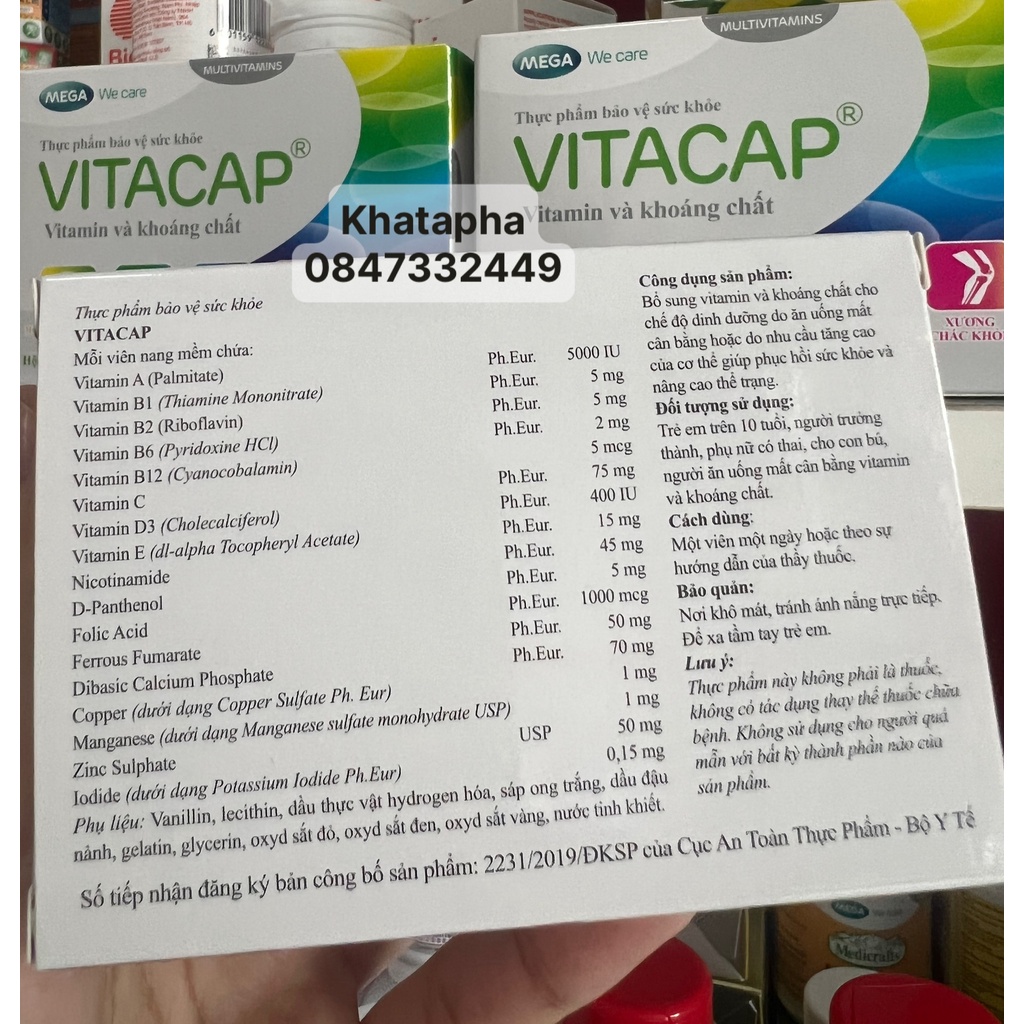 MULTIVITAMINS
MEGA We care
Thực phẩm bảo vệ sức khỏe
VITACAP®
Vitamin và khoáng chất
MULTIVITAMINS
MEGA We care
Thực phẩm bảo vệ sức khỏe
VITACAP®
Vitamin và khoáng chất
Khatapha
0847332449
XƯƠNG
Thực phẩm bảo vệ sức khỏe
VITACAP
Mỗi viên nang mềm chứa:
Vitamin A (Palmitate) Ph.Eur. 5000 IU
Vitamin B1 (Thiamine Mononitrate) Ph.Eur. 5 mg
Vitamin B2 (Riboflavin) Ph.Eur. 5 mg
Vitamin B6 (Pyridoxine HCl) Ph.Eur. 2 mg
Vitamin B12 (Cyanocobalamin) 5 mcg
Vitamin C Ph.Eur. 75 mg
Vitamin D3 (Cholecalciferol) Ph.Eur. 400 IU
Vitamin E (dl-alpha Tocopheryl Acetate) Ph.Eur. 15 mg
Nicotinamide Ph.Eur. 45 mg
D-Panthenol Ph.Eur. 5 mg
Folic Acid Ph.Eur. 1000 mcg
Ferrous Fumarate Ph.Eur. 50 mg
Dibasic Calcium Phosphate Ph.Eur. 70 mg
Copper (dưới dạng Copper Sulfate Ph. Eur) 1 mg
Manganese (dưới dạng Manganese sulfate monohydrate USP) 1 mg
Zinc Sulphate USP 50 mg
Iodide (dưới dạng Potassium Iodide Ph.Eur) 0,15 mg
Phụ liệu: Vanillin, lecithin, dầu thực vật hydrogen hóa, sáp ong trắng, dầu đậu
nành, gelatin, glycerin, oxyd sắt đỏ, oxyd sắt đen, oxyd sắt vàng, nước tinh khiết.
Công dụng sản phẩm:
Bổ sung vitamin và khoáng chất cho
chế độ dinh dưỡng do ăn uống mất
cân bằng hoặc do nhu cầu tăng cao
của cơ thể giúp phục hồi sức khỏe và
nâng cao thể trạng.
Đối tượng sử dụng:
Trẻ em trên 10 tuổi, người trưởng
thành, phụ nữ có thai, cho con bú,
người ăn uống mất cân bằng vitamin
và khoáng chất.
Cách dùng:
Một viên một ngày hoặc theo sự
hướng dẫn của thầy thuốc.
Bảo quản:
Nơi khô mát, tránh ánh nắng trực tiếp.
Để xa tầm tay trẻ em.
Lưu ý:
Thực phẩm này không phải là thuốc,
không có tác dụng thay thế thuốc chữa
bệnh. Không sử dụng cho người quá
mẫn với bất kỳ thành phần nào của
sản phẩm.
Số tiếp nhận đăng ký bản công bố sản phẩm: 2231/2019/ĐKSP của Cục An Toàn Thực Phẩm - Bộ Y Tế
MEGA
Medicrafts